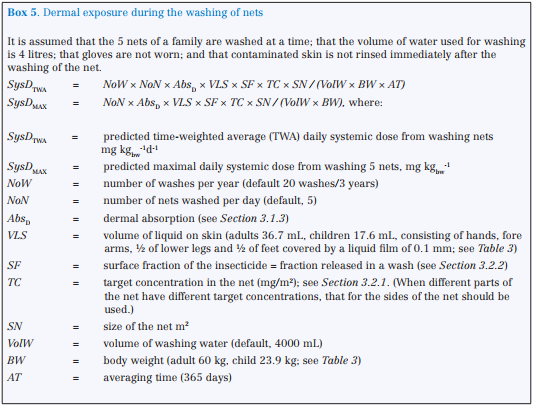 Box 5. Dermal exposure during the washing of nets
It is assumed that the 5 nets of a family are washed at a time; that the volume of water used for washing
is 4 litres; that gloves are not worn; and that contaminated skin is not rinsed immediately after the
washing of the net.
SysD_TWA = NoW × NoN × Abs_D × VLS × SF × TC × SN / (VolW × BW × AT)
SysD_MAX = NoN × Abs_D × VLS × SF × TC × SN / (VolW × BW), where:
SysD_TWA = predicted time-weighted average (TWA) daily systemic dose from washing nets
mg kg_bw⁻¹d⁻¹
SysD_MAX = predicted maximal daily systemic dose from washing 5 nets, mg kg_bw⁻¹
NoW = number of washes per year (default 20 washes/3 years)
NoN = number of nets washed per day (default, 5)
Abs_D = dermal absorption (see Section 3.1.3)
VLS = volume of liquid on skin (adults 36.7 mL, children 17.6 mL, consisting of hands, fore
arms, ½ of lower legs and ½ of feet covered by a liquid film of 0.1 mm; see Table 3)
SF = surface fraction of the insecticide = fraction released in a wash (see Section 3.2.2)
TC = target concentration in the net (mg/m²); see Section 3.2.1. (When different parts of
the net have different target concentrations, that for the sides of the net should be
used.)
SN = size of the net m²
VolW = volume of washing water (default, 4000 mL)
BW = body weight (adult 60 kg, child 23.9 kg; see Table 3)
AT = averaging time (365 days)